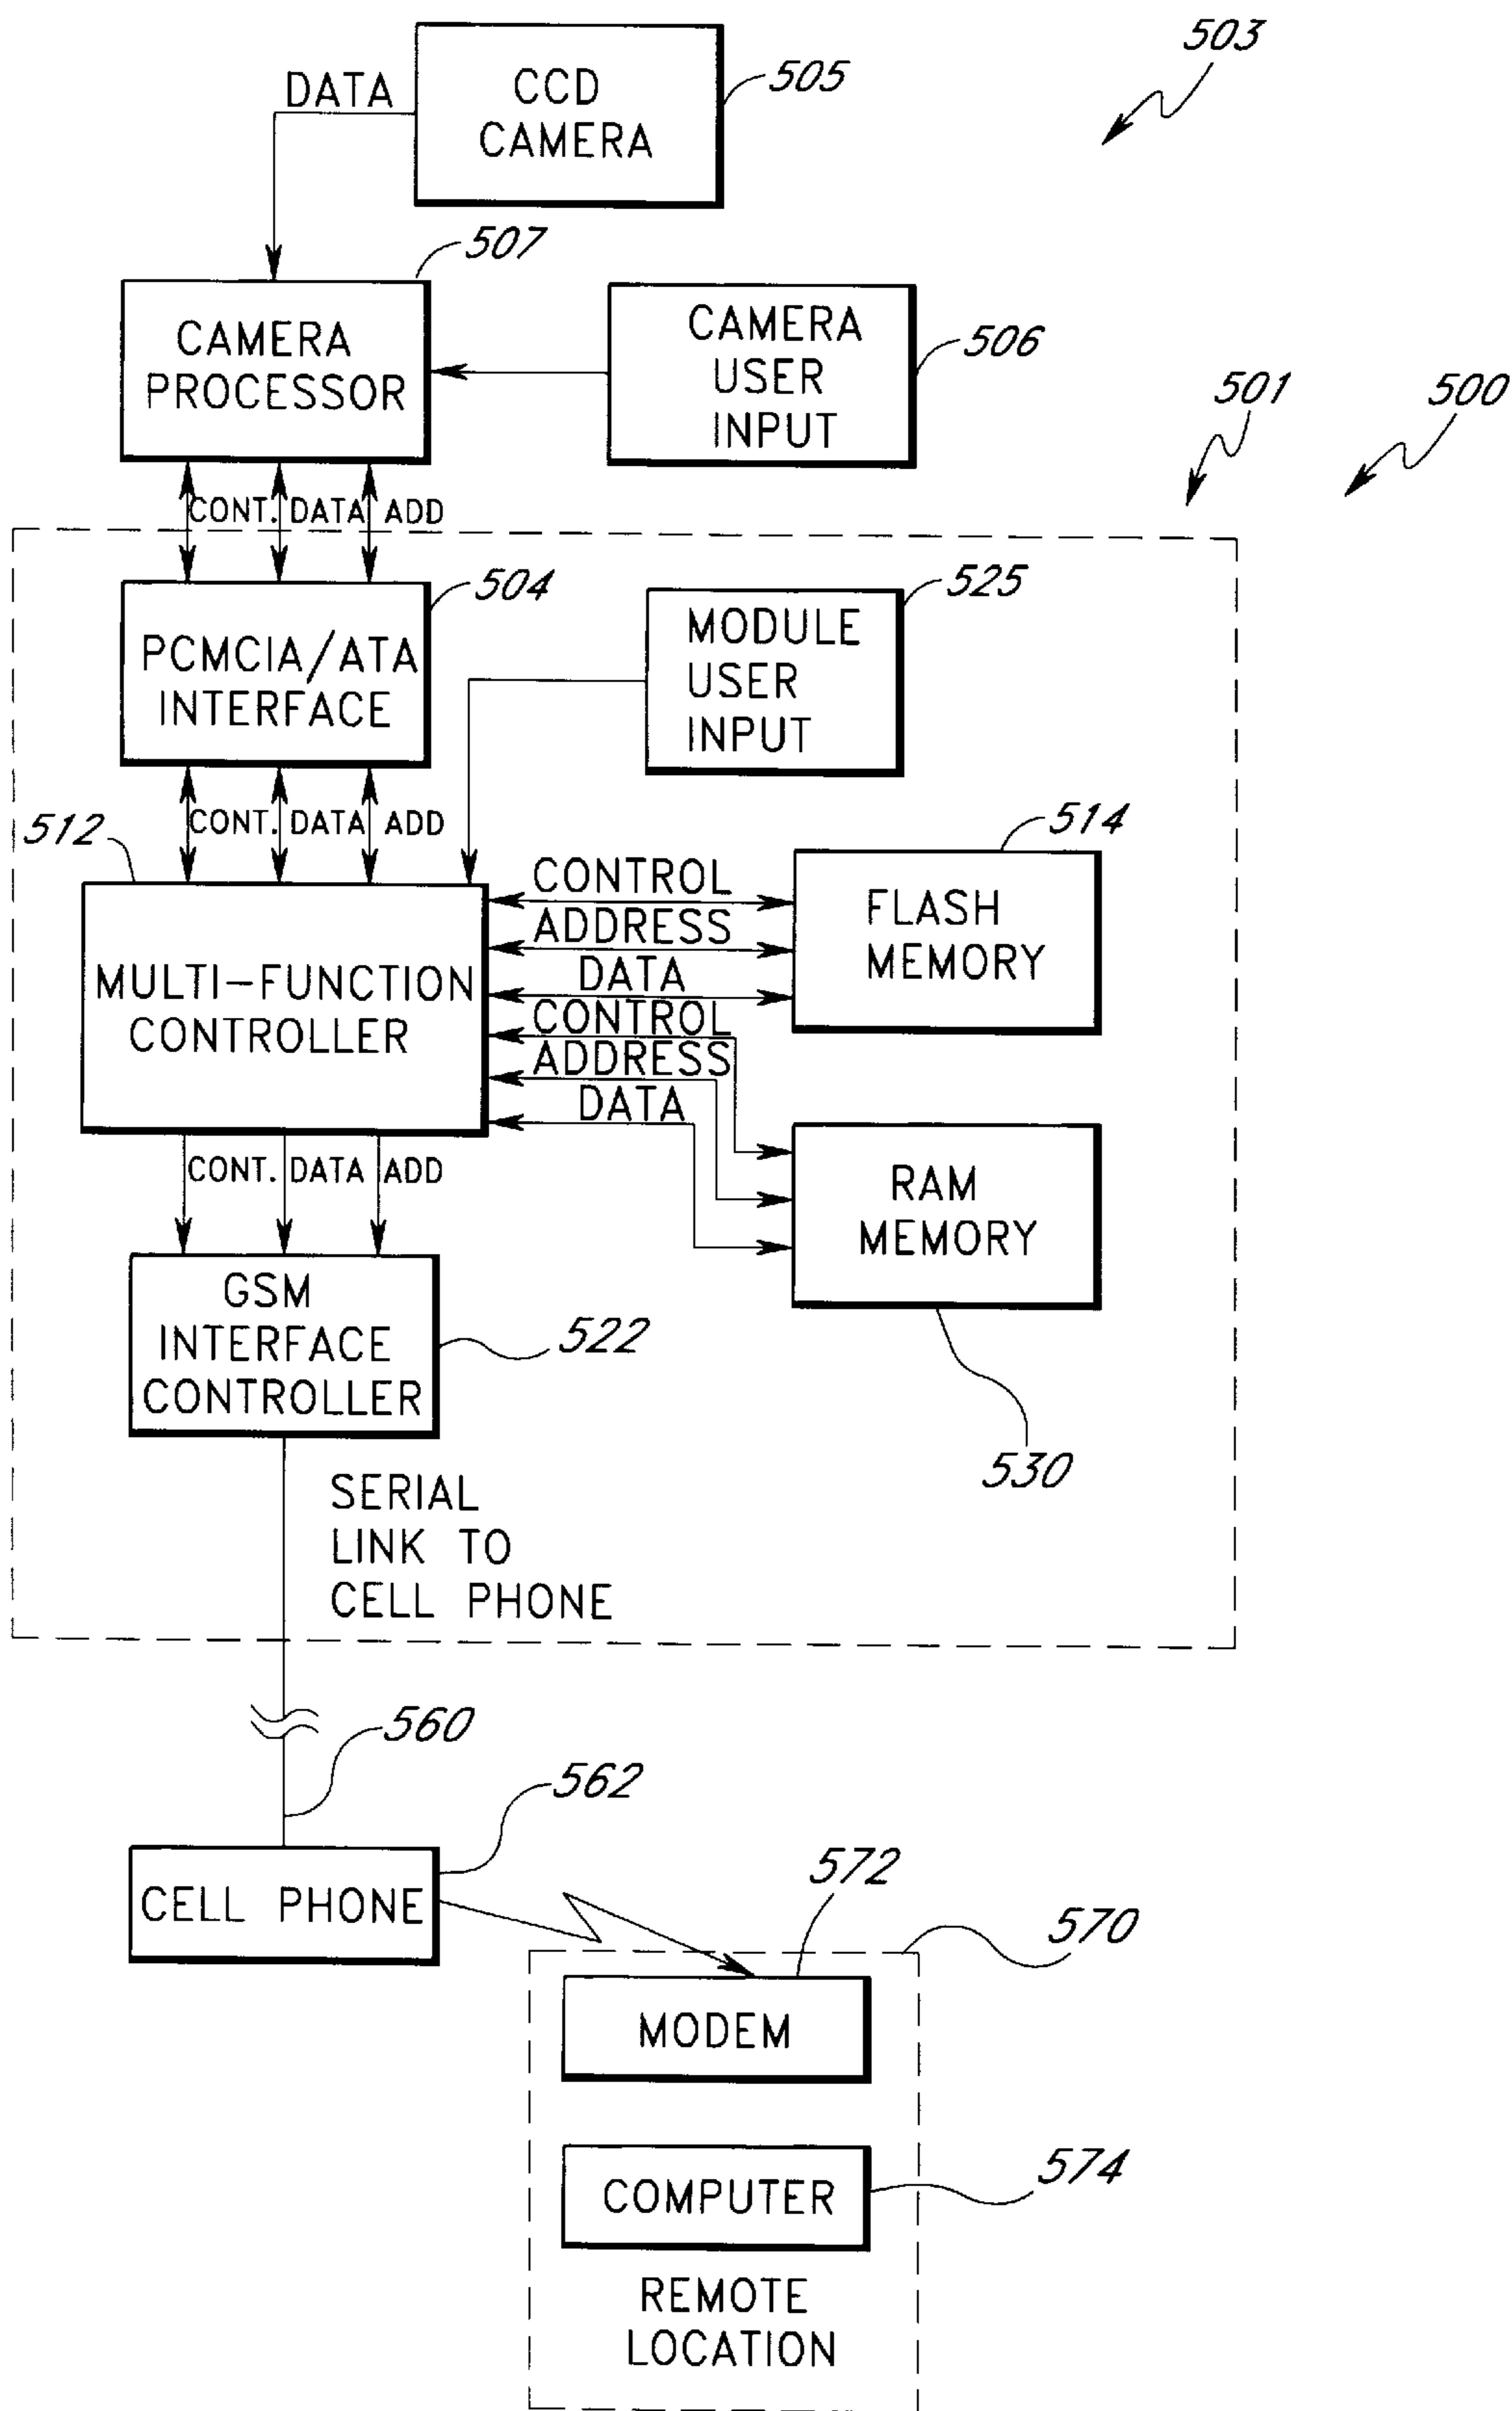 503
DATA
CCD
CAMERA
505
507
CAMERA
PROCESSOR
CAMERA
USER
INPUT
506
501
500
CONT. DATA ADD
504
PCMCIA/ATA
INTERFACE
525
MODULE
USER
INPUT
CONT. DATA ADD
512
514
CONTROL
ADDRESS
DATA
FLASH
MEMORY
MULTI-FUNCTION
CONTROLLER
CONTROL
ADDRESS
DATA
CONT. DATA ADD
RAM
MEMORY
GSM
INTERFACE
CONTROLLER
522
530
SERIAL
LINK TO
CELL PHONE
560
562
CELL PHONE
572
570
MODEM
COMPUTER
574
REMOTE
LOCATION